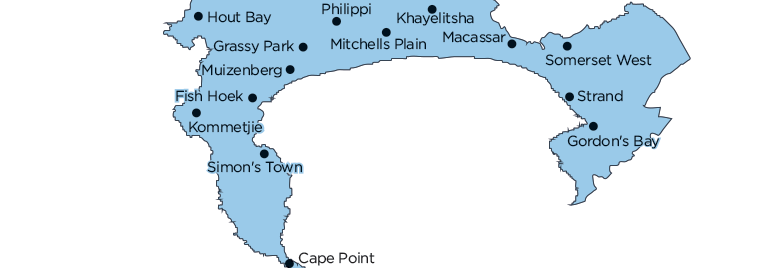 Philippi
Hout Bay
Khayelitsha
Macassar
Grassy Park
Mitchells Plain
Somerset West
Muizenberg
Fish Hoek
Strand
Kommetjie
Gordon's Bay
Simon's Town
Cape Point